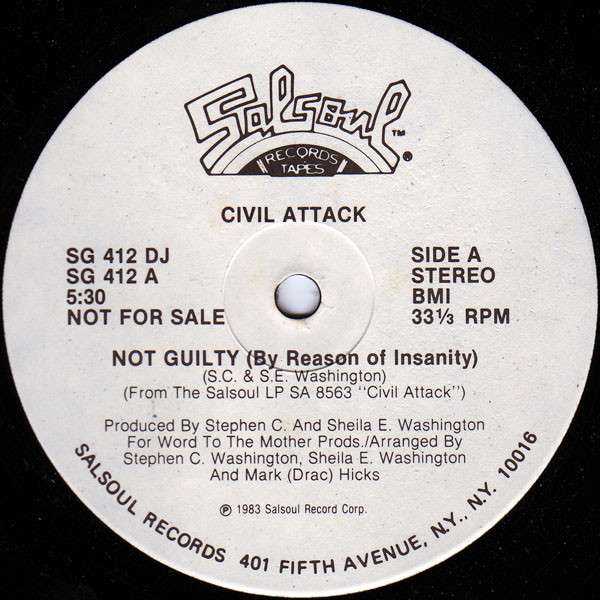 Salsoul™®
RECORDS
TAPES
CIVIL ATTACK
SG 412 DJ
SG 412 A
5:30
NOT FOR SALE
SIDE A
STEREO
BMI
33⅓ RPM
NOT GUILTY (By Reason of Insanity)
(S.C. & S.E. Washington)
(From The Salsoul LP SA 8563 "Civil Attack")
Produced By Stephen C. And Sheila E. Washington
For Word To The Mother Prods./Arranged By
Stephen C. Washington, Sheila E. Washington
And Mark (Drac) Hicks
℗ 1983 Salsoul Record Corp.
SALSOUL RECORDS 401 FIFTH AVENUE, N.Y., N.Y. 10016